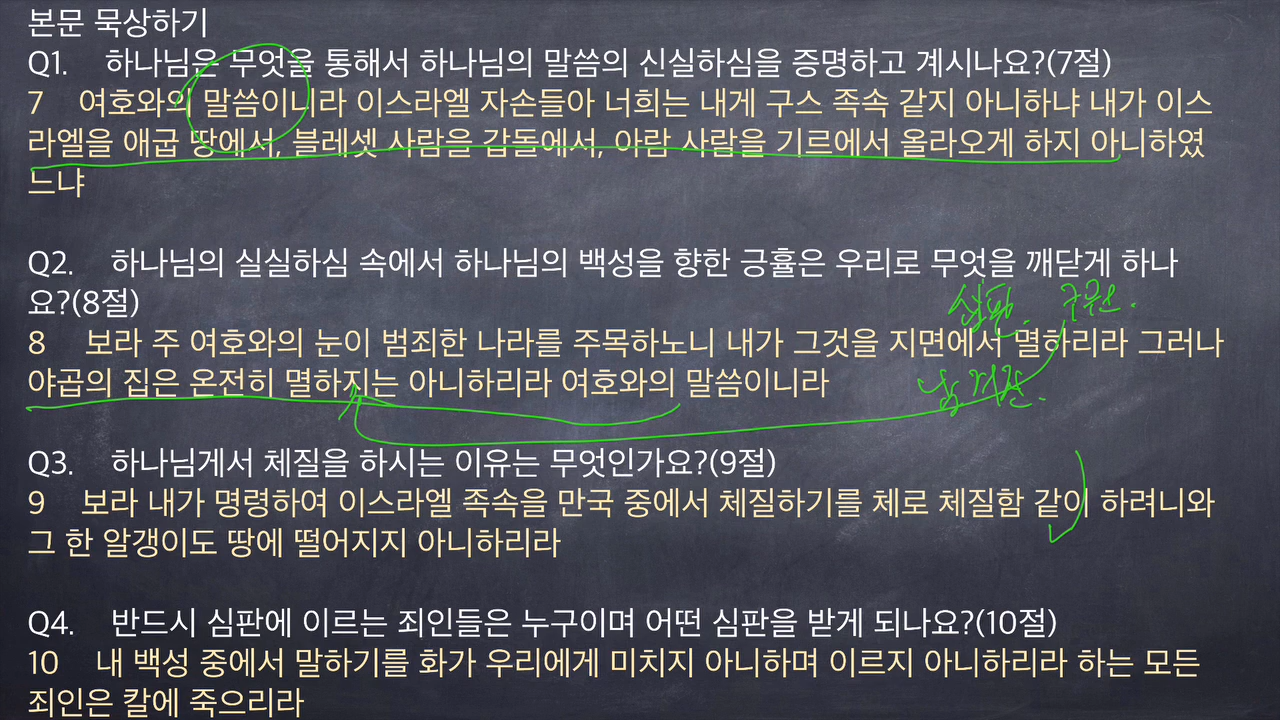 본문 묵상하기
Q1. 하나님은 무엇을 통해서 하나님의 말씀의 신실하심을 증명하고 계시나요?(7절)
7 여호와의 말씀이니라 이스라엘 자손들아 너희는 내게 구스 족속 같지 아니하냐 내가 이스
라엘을 애굽 땅에서, 블레셋 사람을 갑돌에서, 아람 사람을 기르에서 올라오게 하지 아니하였
느냐
Q2. 하나님의 실실하심 속에서 하나님의 백성을 향한 긍휼은 우리로 무엇을 깨닫게 하나
요?(8절)
심판. 구원.
8 보라 주 여호와의 눈이 범죄한 나라를 주목하노니 내가 그것을 지면에서 멸하리라 그러나
야곱의 집은 온전히 멸하지는 아니하리라 여호와의 말씀이니라
Q3. 하나님게서 체질을 하시는 이유는 무엇인가요?(9절)
9 보라 내가 명령하여 이스라엘 족속을 만국 중에서 체질하기를 체로 체질함 같이 하려니와
그 한 알갱이도 땅에 떨어지지 아니하리라
Q4. 반드시 심판에 이르는 죄인들은 누구이며 어떤 심판을 받게 되나요?(10절)
10 내 백성 중에서 말하기를 화가 우리에게 미치지 아니하며 이르지 아니하리라 하는 모든
죄인은 칼에 죽으리라